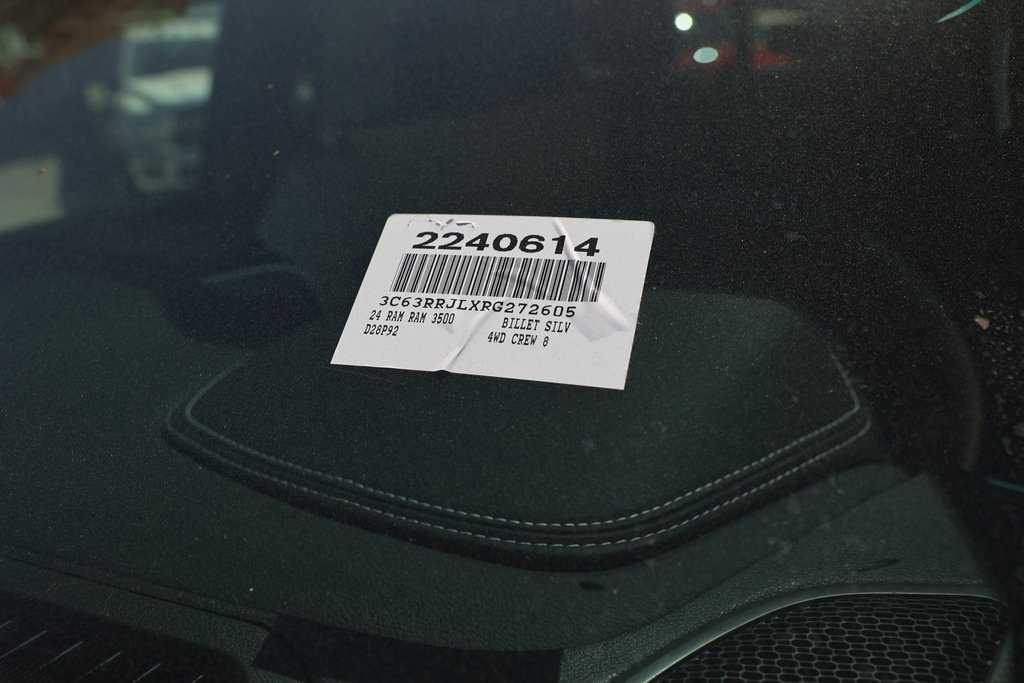 2240614
3C63RRJLXRG272605
24 RAM RAM 3500 BILLET SILV
D28P92 4WD CREW 8